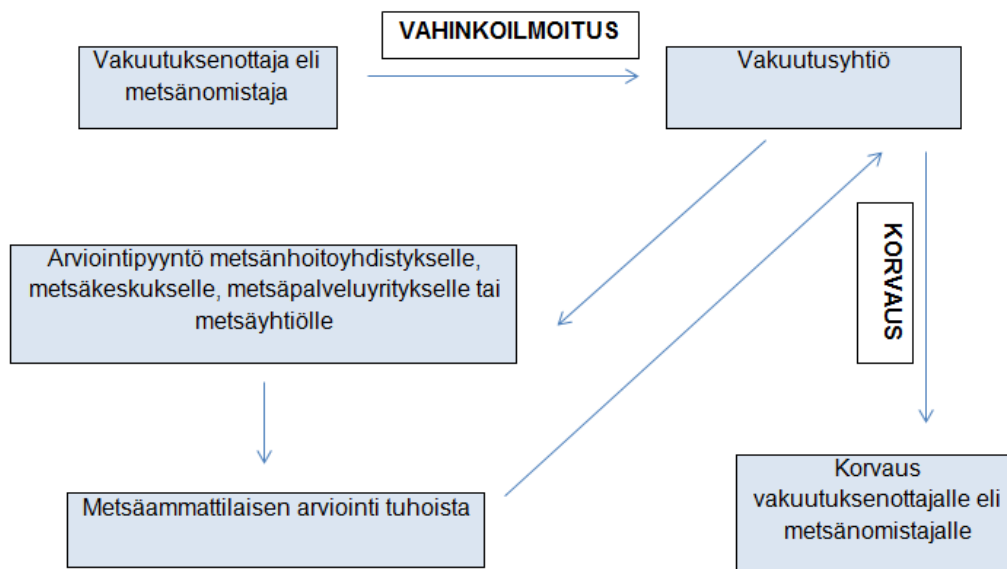 VAHINKOILMOITUS
Vakuutuksenottaja eli
metsänomistaja
Vakuutusyhtiö
Arviointipyyntö metsänhoitoyhdistykselle,
metsäkeskukselle, metsäpalveluyritykselle tai
metsäyhtiölle
KORVAUS
Metsäammattilaisen arviointi tuhoista
Korvaus
vakuutuksenottajalle eli
metsänomistajalle